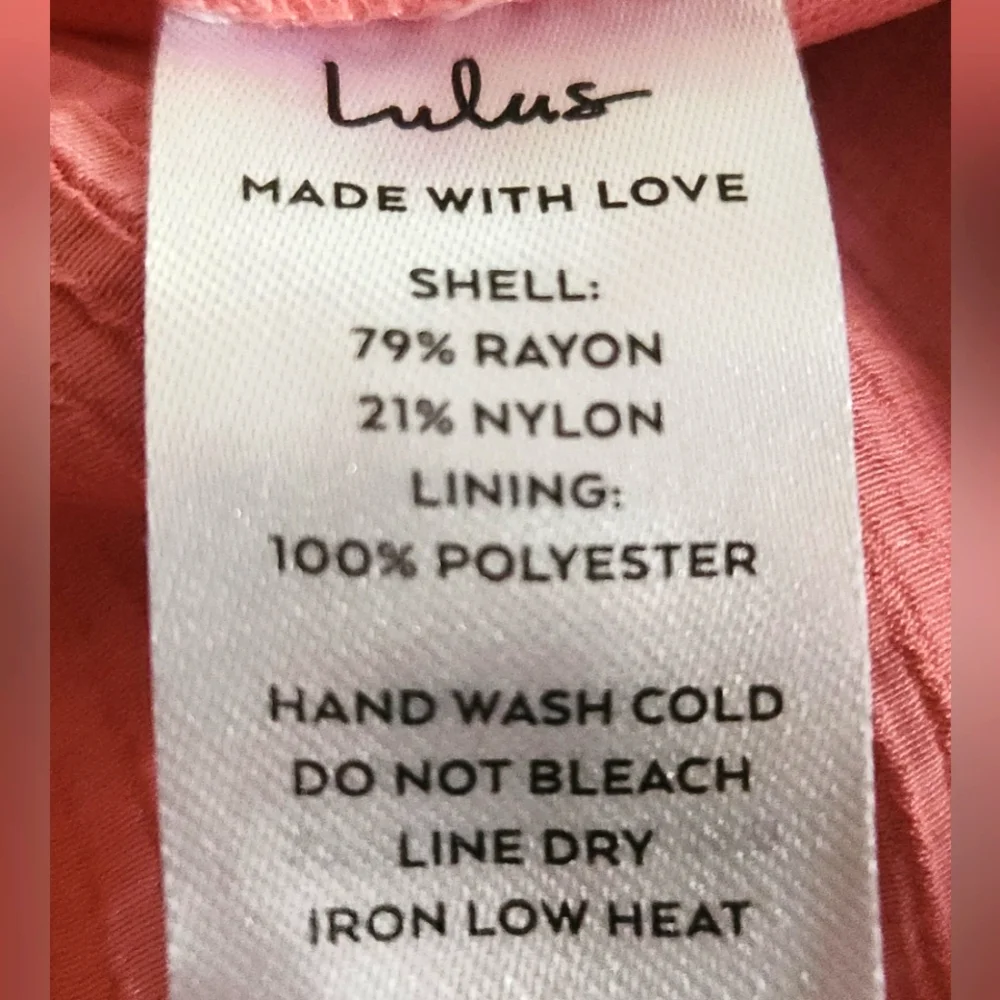 Lulus
MADE WITH LOVE
SHELL:
79% RAYON
21% NYLON
LINING:
100% POLYESTER
HAND WASH COLD
DO NOT BLEACH
LINE DRY
IRON LOW HEAT